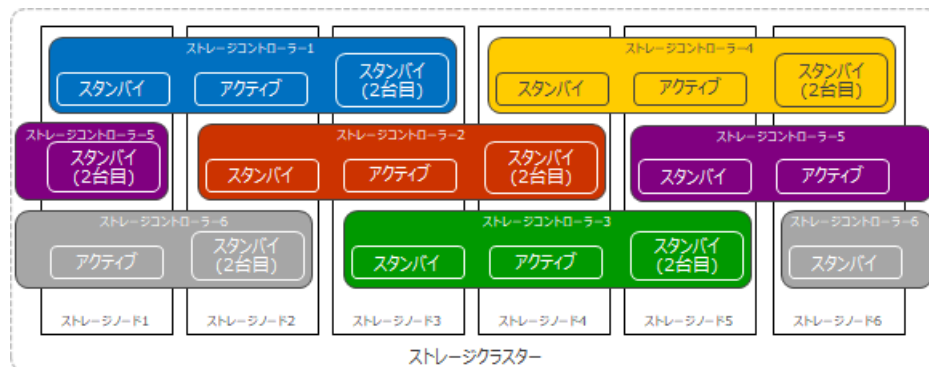 ストレージコントローラー1
スタンバイ
アクティブ
スタンバイ
(2台目)
ストレージコントローラー4
スタンバイ
アクティブ
スタンバイ
(2台目)
ストレージコントローラー5
スタンバイ
(2台目)
ストレージコントローラー2
スタンバイ
アクティブ
スタンバイ
(2台目)
ストレージコントローラー5
スタンバイ
アクティブ
ストレージコントローラー6
アクティブ
スタンバイ
(2台目)
ストレージコントローラー3
スタンバイ
アクティブ
スタンバイ
(2台目)
ストレージコントローラー6
スタンバイ
ストレージノード1
ストレージノード2
ストレージノード3
ストレージノード4
ストレージノード5
ストレージノード6
ストレージクラスター